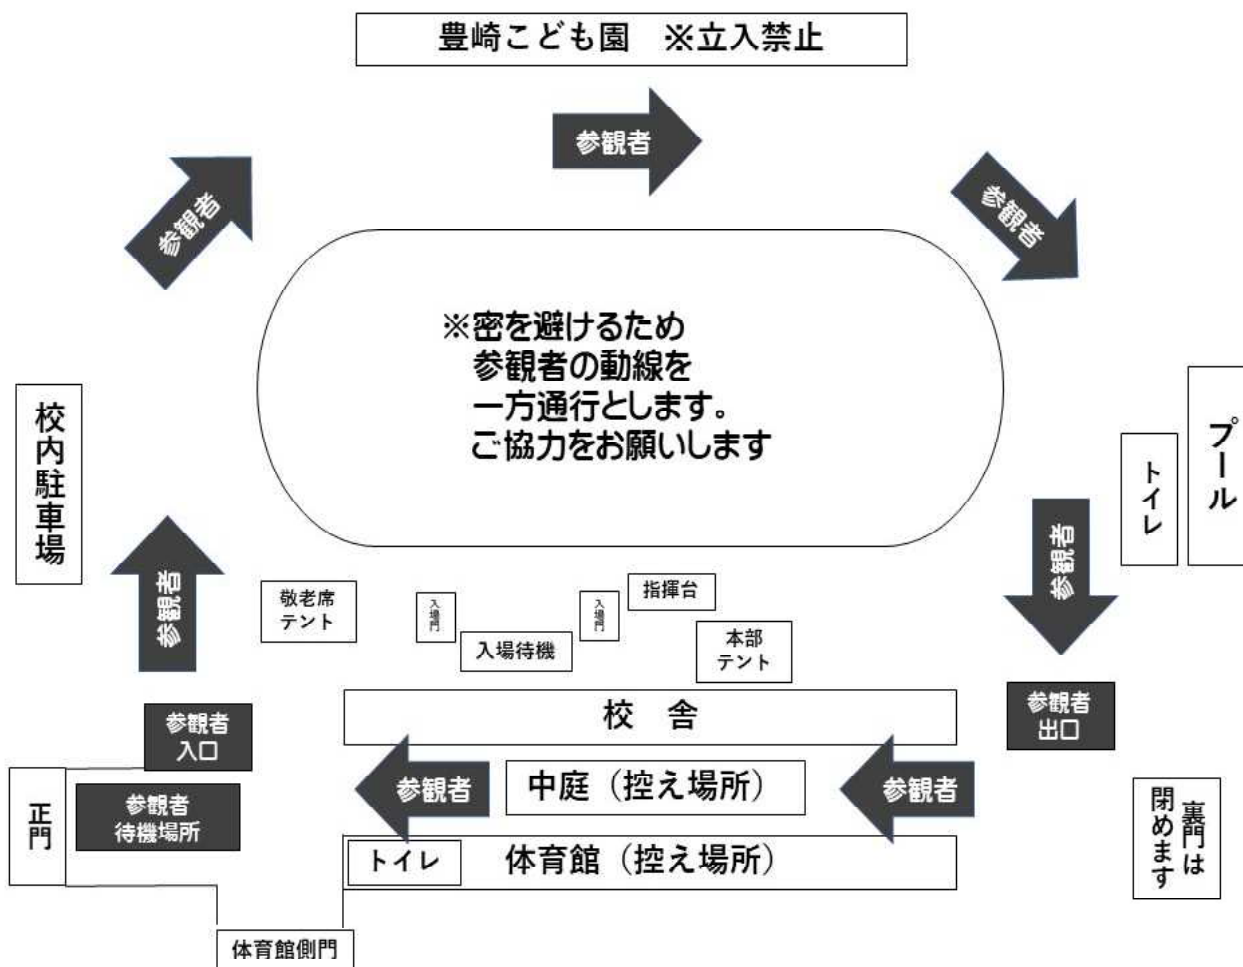 豊崎こども園　※立入禁止
参観者
参観者
参観者
※密を避けるため
参観者の動線を
一方通行とします。
ご協力をお願いします
校内駐車場
プール
トイレ
参観者
参観者
敬老席
テント
入場門
入場待機
入場門
指揮台
本部
テント
校　舎
参観者
入口
参観者
出口
正門
参観者
待機場所
参観者
中庭（控え場所）
参観者
裏門は
閉めます
トイレ
体育館（控え場所）
体育館側門